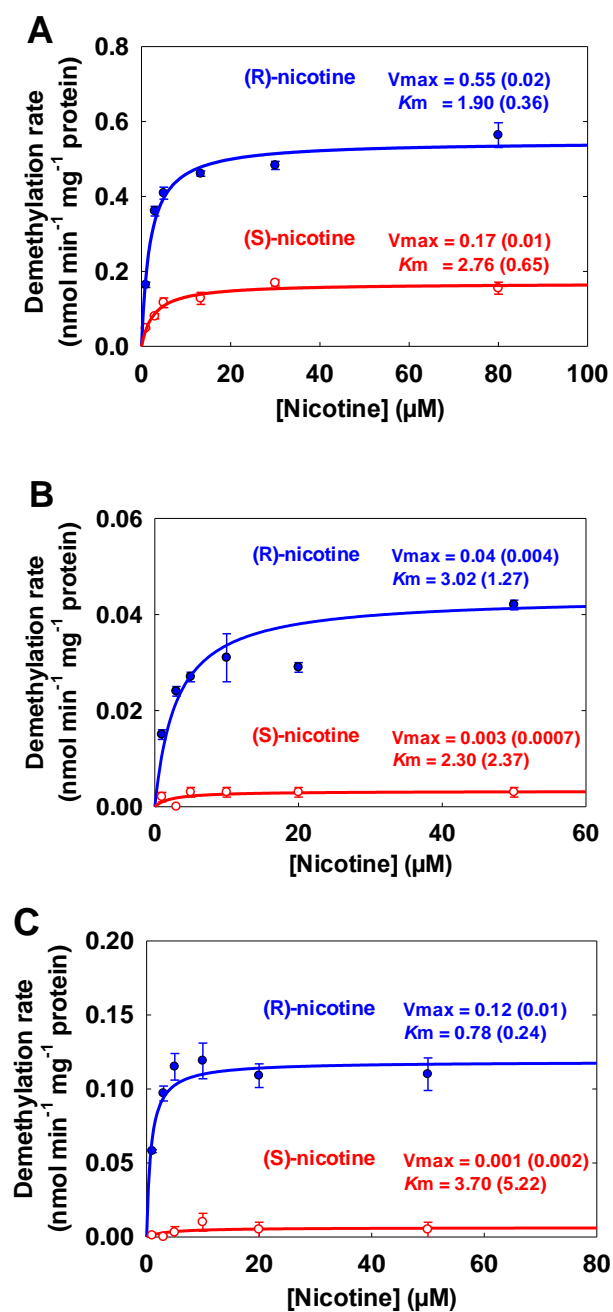 A
Demethylation rate
(nmol min⁻¹ mg⁻¹ protein)
0.8
0.6
0.4
0.2
0.0
(R)-nicotine
Vmax = 0.55 (0.02)
Km = 1.90 (0.36)
(S)-nicotine
Vmax = 0.17 (0.01)
Km = 2.76 (0.65)
0 20 40 60 80 100
[Nicotine] (µM)
B
Demethylation rate
(nmol min⁻¹ mg⁻¹ protein)
0.06
0.04
0.02
0.00
(R)-nicotine
Vmax = 0.04 (0.004)
Km = 3.02 (1.27)
(S)-nicotine
Vmax = 0.003 (0.0007)
Km = 2.30 (2.37)
0 20 40 60
[Nicotine] (µM)
C
Demethylation rate
(nmol min⁻¹ mg⁻¹ protein)
0.20
0.15
0.10
0.05
0.00
(R)-nicotine
Vmax = 0.12 (0.01)
Km = 0.78 (0.24)
(S)-nicotine
Vmax = 0.001 (0.002)
Km = 3.70 (5.22)
0 20 40 60 80
[Nicotine] (µM)